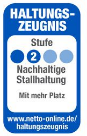 HALTUNGS-
ZEUGNIS
Stufe
2
Nachhaltige
Stallhaltung
Mit mehr Platz
www.netto-online.de/
haltungszeugnis